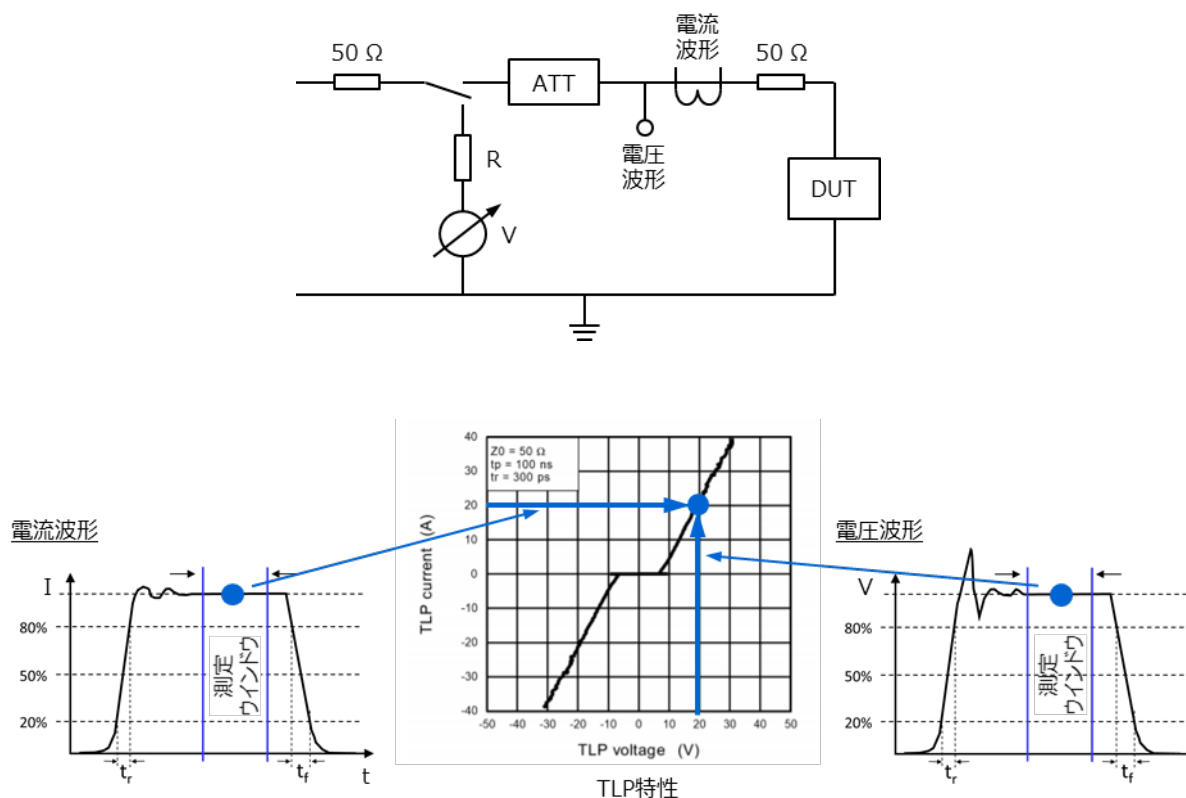 50 Ω
ATT
電流
波形
50 Ω
電圧
波形
R
V
DUT
電流波形
I
80%
50%
20%
測定
ウインドウ
tr
tf
t
Z0 = 50 Ω
tp = 100 ns
tr = 300 ps
TLP current (A)
40
30
20
10
0
-10
-20
-30
-40
-50 -40 -30 -20 -10 0 10 20 30 40 50
TLP voltage (V)
TLP特性
電圧波形
V
80%
50%
20%
測定
ウインドウ
tr
tf
t